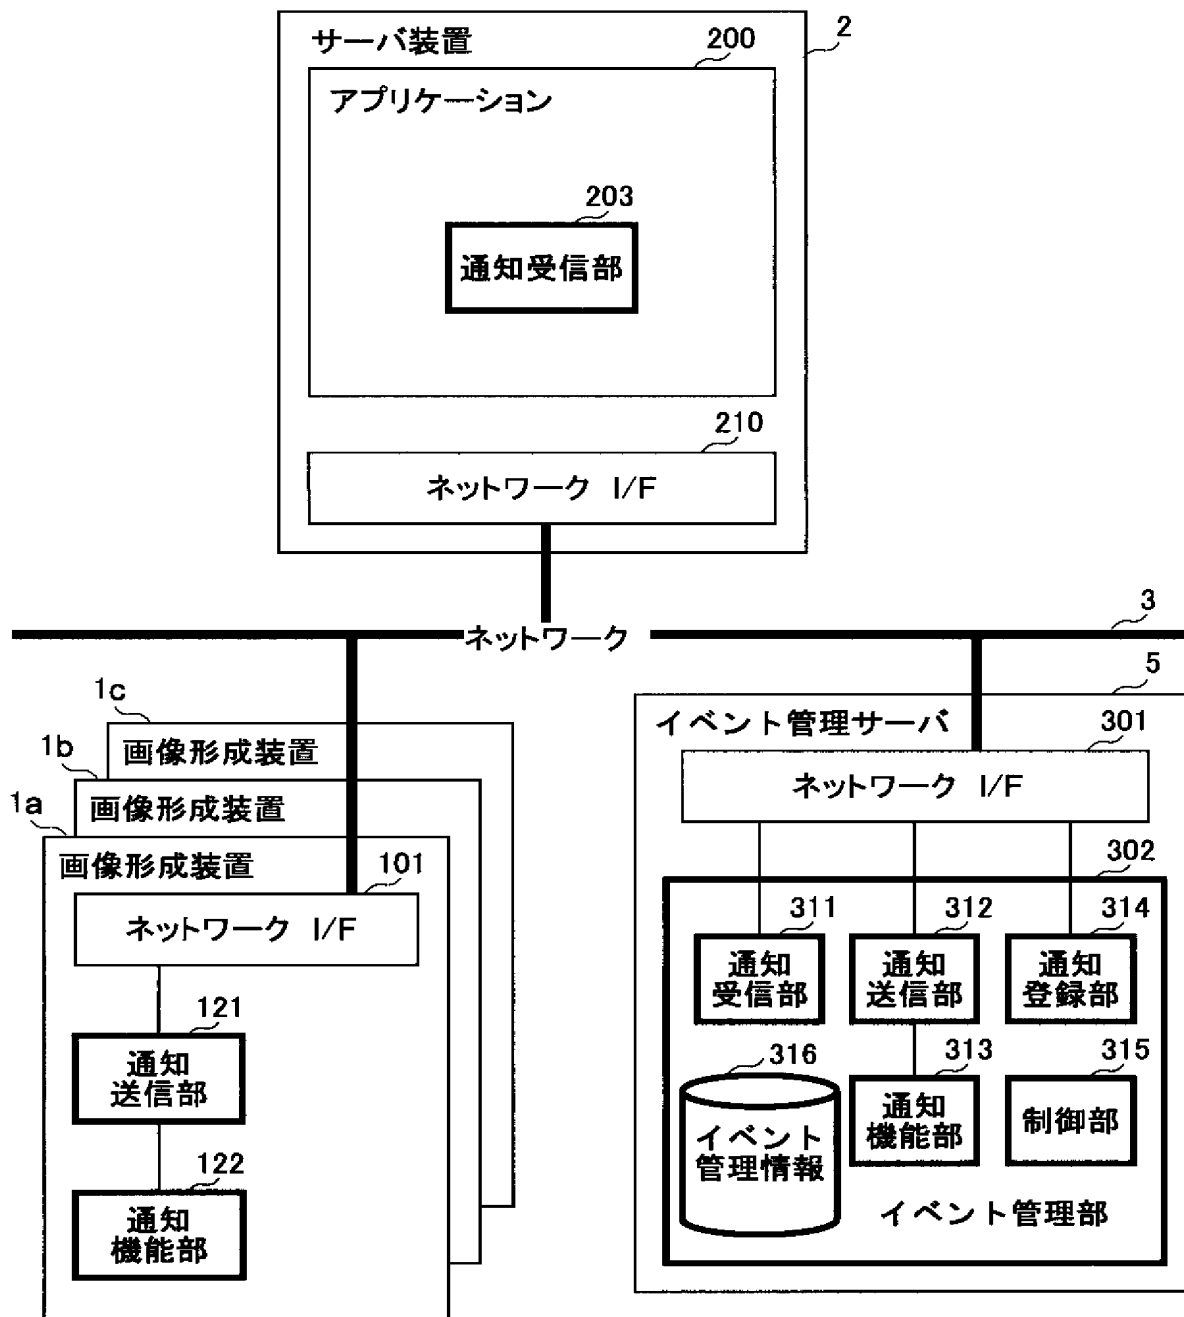 サーバ装置
2
200
アプリケーション
203
通知受信部
210
ネットワーク I/F
ネットワーク
3
1c
画像形成装置
1b
画像形成装置
1a
画像形成装置
101
ネットワーク I/F
121
通知
送信部
122
通知
機能部
5
イベント管理サーバ
301
ネットワーク I/F
302
311
通知
受信部
312
通知
送信部
314
通知
登録部
316
イベント
管理情報
313
通知
機能部
315
制御部
イベント管理部